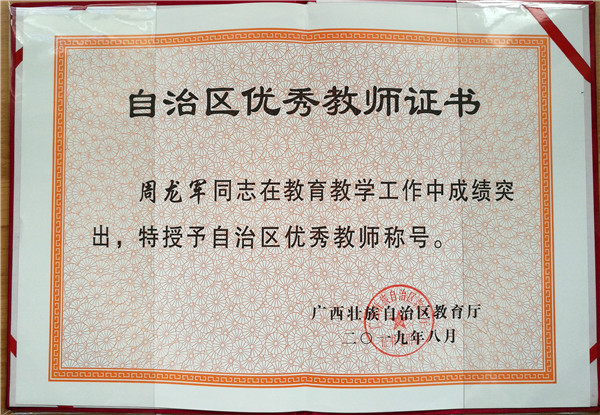 自治区优秀教师证书
周龙军同志在教育教学工作中成绩突
出，特授予自治区优秀教师称号。
广西壮族自治区教育厅
二〇一九年八月